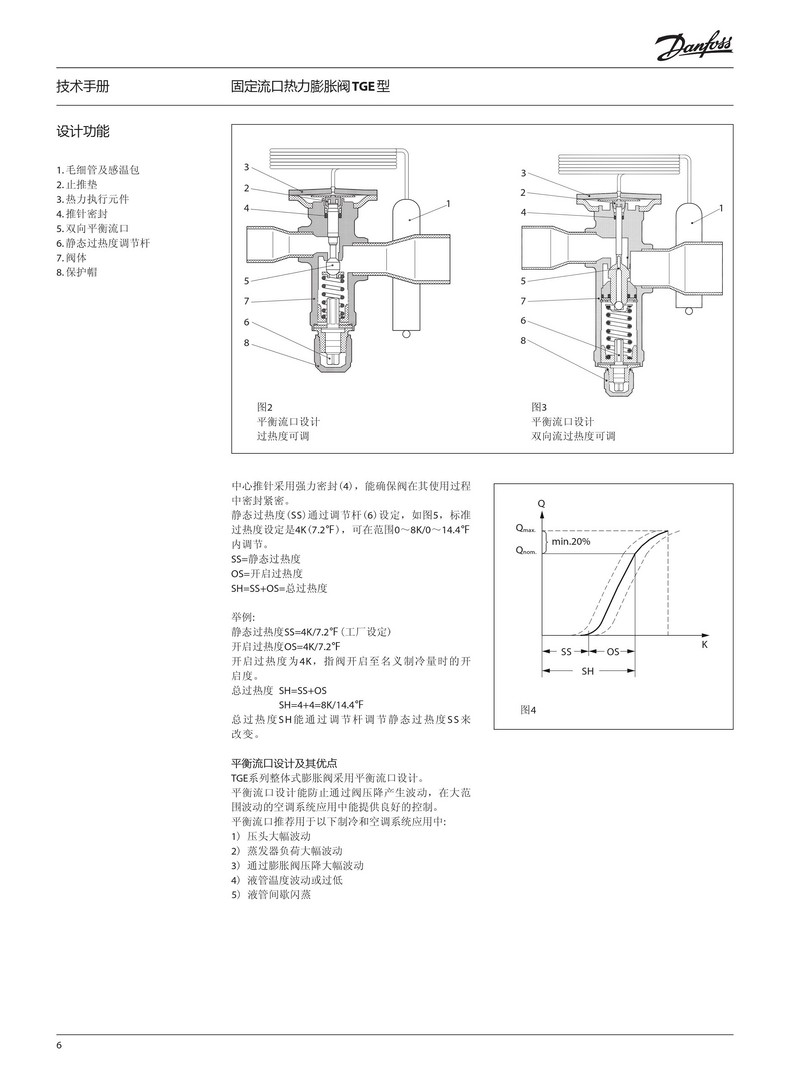 Danfoss
技术手册
固定流口热力膨胀阀TGE型
设计功能
1. 毛细管及感温包
2. 止推垫
3. 热力执行元件
4. 推针密封
5. 双向平衡流口
6. 静态过热度调节杆
7. 阀体
8. 保护帽
3
2
4
1
5
7
6
8
图2
平衡流口设计
过热度可调
3
2
4
1
5
7
6
8
图3
平衡流口设计
双向流过热度可调
中心推针采用强力密封(4)，能确保阀在其使用过程
中密封紧密。
静态过热度(SS)通过调节杆(6)设定，如图5，标准
过热度设定是4K(7.2℉)，可在范围0～8K/0～14.4℉
内调节。
SS=静态过热度
OS=开启过热度
SH=SS+OS=总过热度
举例:
静态过热度SS=4K/7.2℉(工厂设定)
开启过热度OS=4K/7.2℉
开启过热度为4K，指阀开启至名义制冷量时的开
启度。
总过热度 SH=SS+OS
SH=4+4=8K/14.4℉
总过热度SH能通过调节杆调节静态过热度SS来
改变。
平衡流口设计及其优点
TGE系列整体式膨胀阀采用平衡流口设计。
平衡流口设计能防止通过阀压降产生波动，在大范
围波动的空调系统应用中能提供良好的控制。
平衡流口推荐用于以下制冷和空调系统应用中:
1）压头大幅波动
2）蒸发器负荷大幅波动
3）通过膨胀阀压降大幅波动
4）液管温度波动或过低
5）液管间歇闪蒸
Q
Qmax.
min.20%
Qnom.
K
SS
OS
SH
图4
6